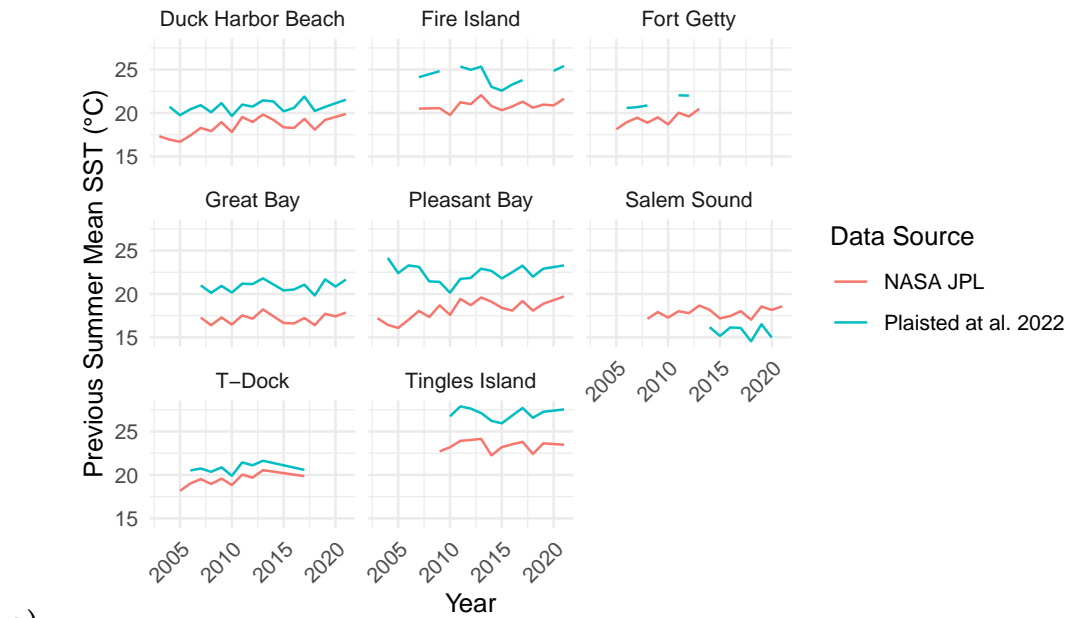 Duck Harbor Beach Fire Island Fort Getty
25
20
15
Great Bay Pleasant Bay Salem Sound
25
20
15
T−Dock Tingles Island
25
20
15
2005 2010 2015 2020
2005 2010 2015 2020
2005 2010 2015 2020
Year
Previous Summer Mean SST (°C)
Data Source
NASA JPL
Plaisted at al. 2022